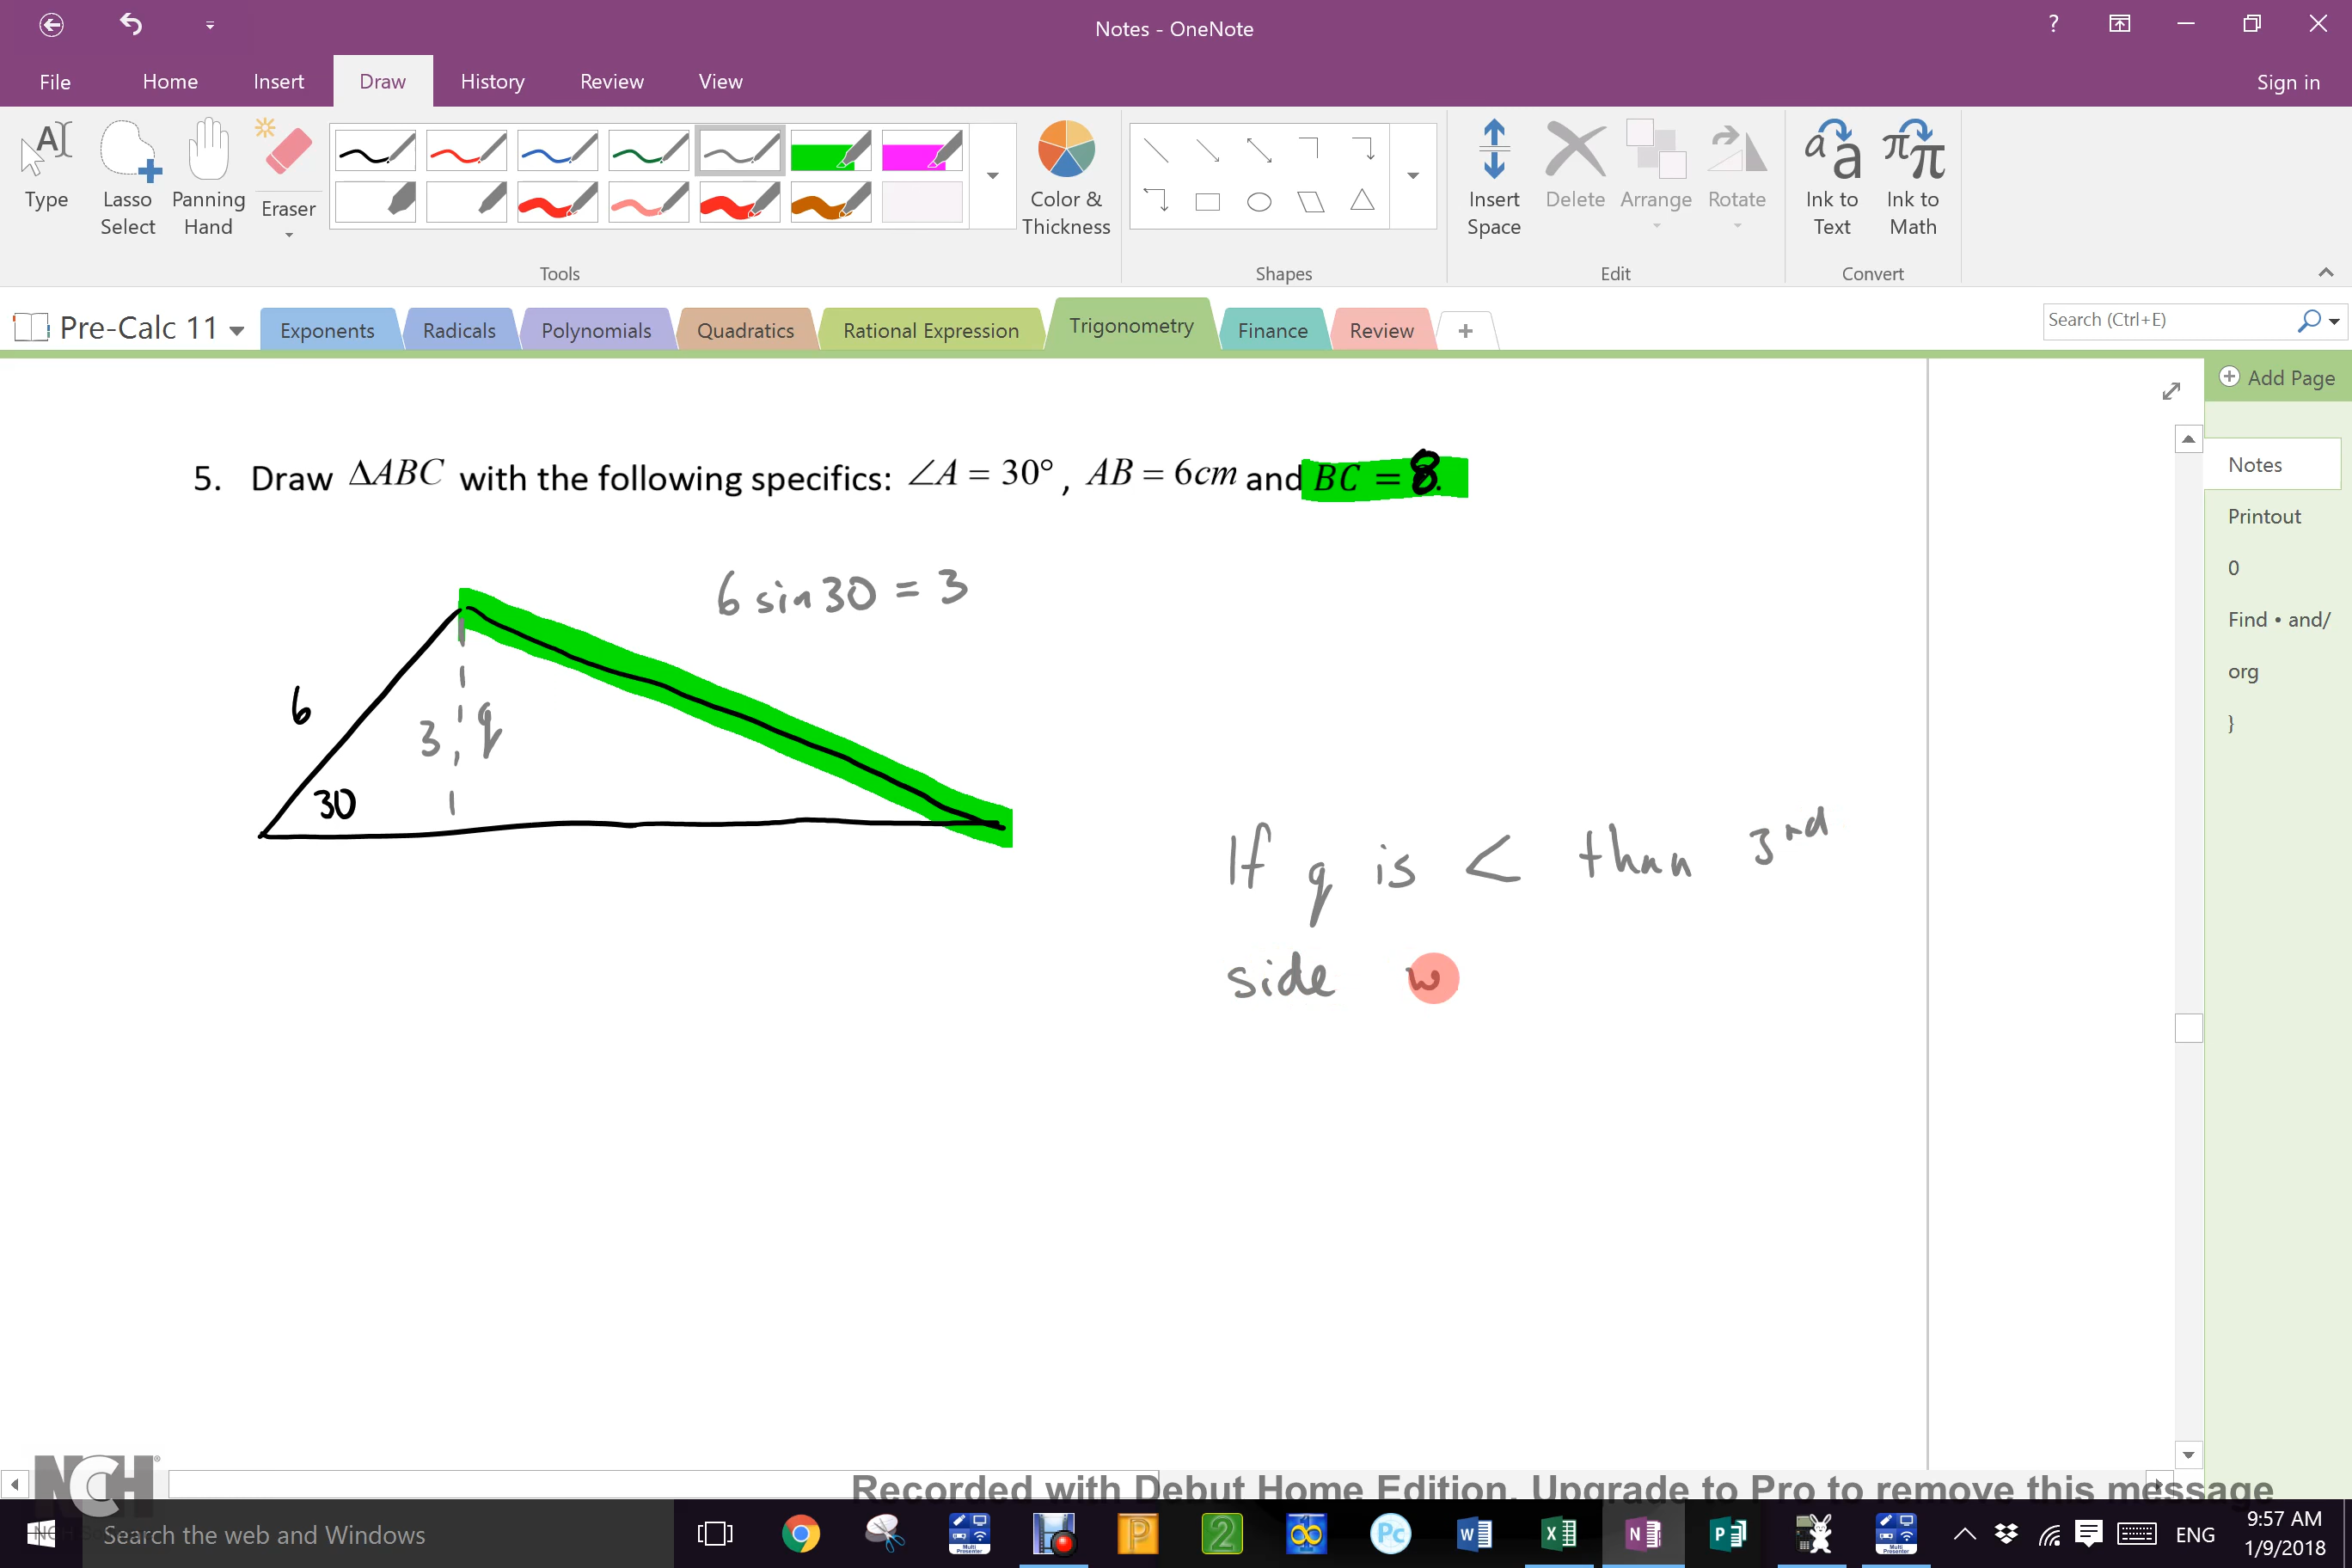 Notes - OneNote
?
File Home Insert Draw History Review View Sign in
Type
Lasso Select
Panning Hand
Eraser
Color & Thickness
Insert Space
Delete
Arrange
Rotate
Ink to Text
Ink to Math
Tools Shapes Edit Convert
Pre-Calc 11 Exponents Radicals Polynomials Quadratics Rational Expression Trigonometry Finance Review + Search (Ctrl+E)
Add Page
Notes
Printout
0
Find • and/
org
}
5. Draw ΔABC with the following specifics: ∠A = 30°, AB = 6cm and BC = 8.
6 sin 30 = 3
6
3, q
30
If q is < than 3rd
side w
NCH
Recorded with Debut Home Edition. Upgrade to Pro to remove this message
Search the web and Windows
ENG
9:57 AM
1/9/2018